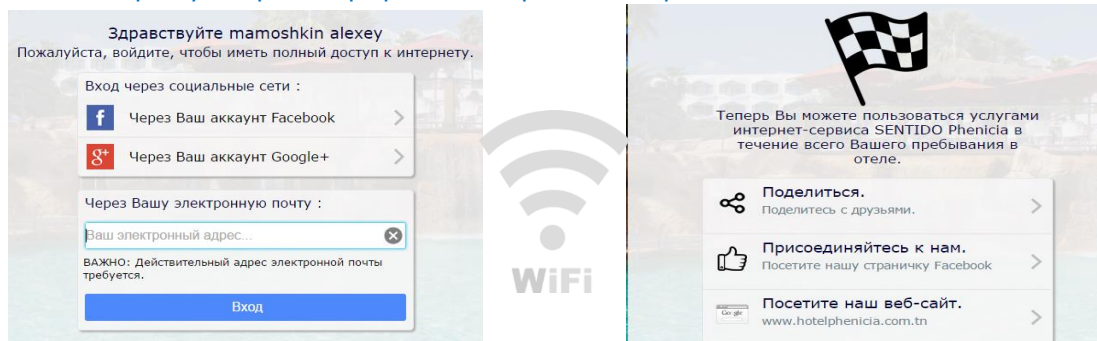 Здравствуйте mamoshkin alexey
Пожалуйста, войдите, чтобы иметь полный доступ к интернету.
Вход через социальные сети :
f Через Ваш аккаунт Facebook
g+ Через Ваш аккаунт Google+
Через Вашу электронную почту :
Ваш электронный адрес...
ВАЖНО: Действительный адрес электронной почты
требуется.
Вход
WiFi
Теперь Вы можете пользоваться услугами
интернет-сервиса SENTIDO Phenicia в
течение всего Вашего пребывания в
отеле.
Поделиться.
Поделитесь с друзьями.
Присоединяйтесь к нам.
Посетите нашу страничку Facebook
Посетите наш веб-сайт.
www.hotelphenicia.com.tn